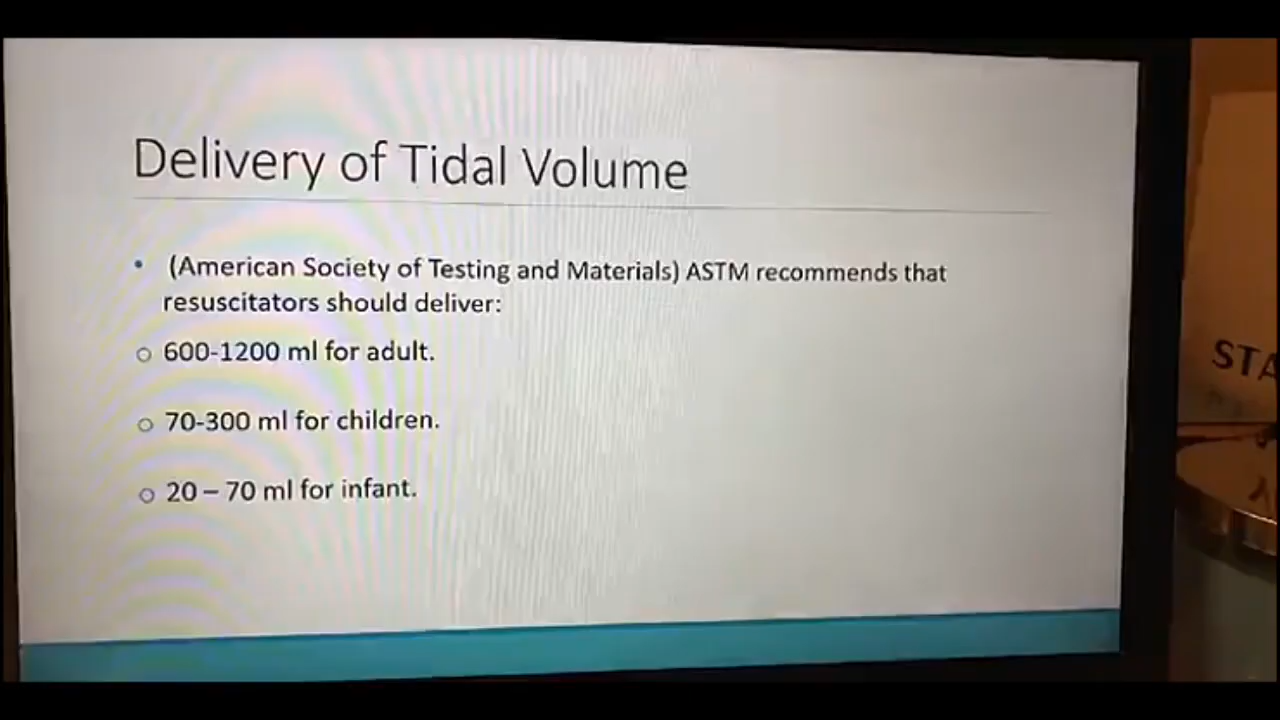 Delivery of Tidal Volume
• (American Society of Testing and Materials) ASTM recommends that
resuscitators should deliver:
o 600-1200 ml for adult.
o 70-300 ml for children.
o 20 – 70 ml for infant.